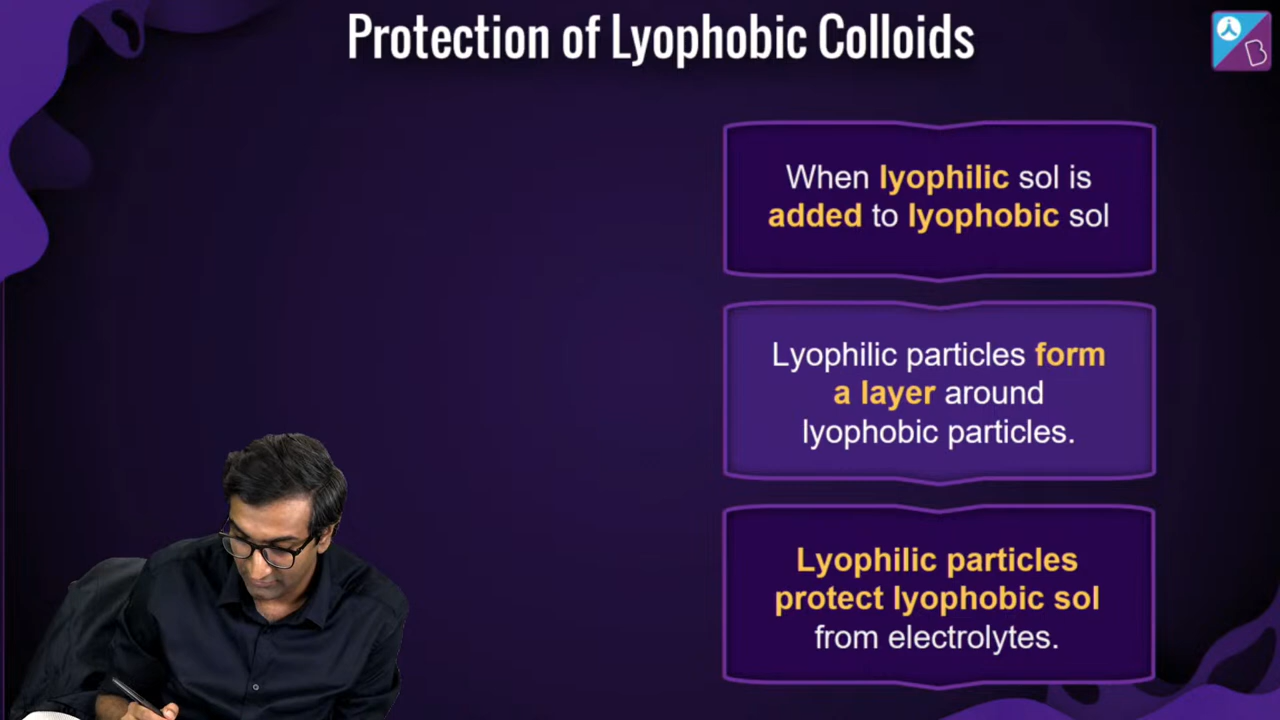 Protection of Lyophobic Colloids
When lyophilic sol is
added to lyophobic sol
Lyophilic particles form
a layer around
lyophobic particles.
Lyophilic particles
protect lyophobic sol
from electrolytes.
B